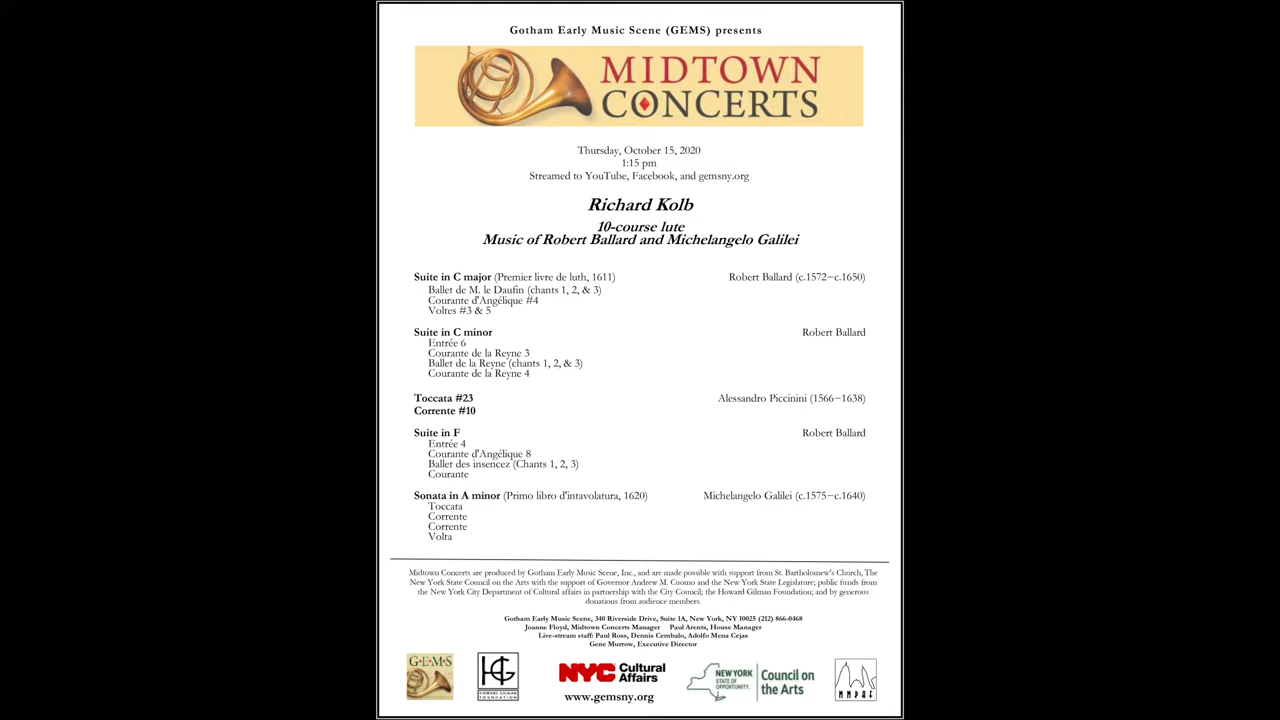 Gotham Early Music Scene (GEMS) presents
MIDTOWN
CONCERTS
Thursday, October 15, 2020
1:15 pm
Streamed to YouTube, Facebook, and gemsny.org
Richard Kolb
10-course lute
Music of Robert Ballard and Michelangelo Galilei
Suite in C major (Premier livre de luth, 1611) Robert Ballard (c.1572−c.1650)
Ballet de M. le Daufin (chants 1, 2, & 3)
Courante d'Angélique #4
Voltes #3 & 5
Suite in C minor Robert Ballard
Entrée 6
Courante de la Reyne 3
Ballet de la Reyne (chants 1, 2, & 3)
Courante de la Reyne 4
Toccata #23 Alessandro Piccinini (1566−1638)
Corrente #10
Suite in F Robert Ballard
Entrée 4
Courante d'Angélique 8
Ballet des insencez (Chants 1, 2, 3)
Courante
Sonata in A minor (Primo libro d'intavolatura, 1620) Michelangelo Galilei (c.1575−c.1640)
Toccata
Corrente
Corrente
Volta
Midtown Concerts are produced by Gotham Early Music Scene, Inc., and are made possible with support from St. Bartholomew's Church, The
New York State Council on the Arts with the support of Governor Andrew M. Cuomo and the New York State Legislature; public funds from
the New York City Department of Cultural affairs in partnership with the City Council; the Howard Gilman Foundation; and by generous
donations from audience members.
Gotham Early Music Scene, 340 Riverside Drive, Suite 1A, New York, NY 10025 (212) 866-0468
Joanne Floyd, Midtown Concerts Manager Paul Arents, House Manager
Live-stream staff: Paul Ross, Dennis Cembalo, Adolfo Mena Cejas
Gene Murrow, Executive Director
G·E·M·S
HG
HOWARD GILMAN
FOUNDATION
NYC Cultural
Affairs
www.gemsny.org
NEW YORK
STATE OF
OPPORTUNITY.
Council on
the Arts